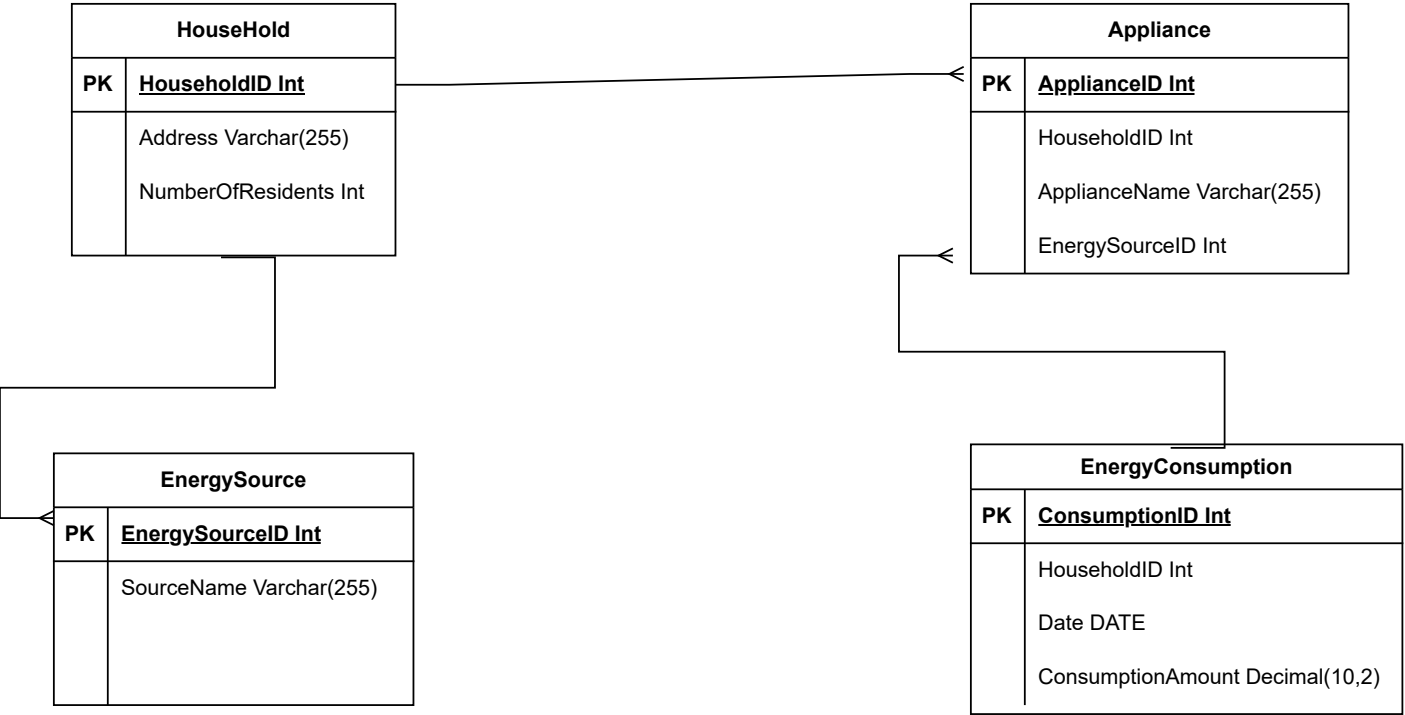 HouseHold
PK HouseholdID Int
Address Varchar(255)
NumberOfResidents Int
Appliance
PK ApplianceID Int
HouseholdID Int
ApplianceName Varchar(255)
EnergySourceID Int
EnergySource
PK EnergySourceID Int
SourceName Varchar(255)
EnergyConsumption
PK ConsumptionID Int
HouseholdID Int
Date DATE
ConsumptionAmount Decimal(10,2)